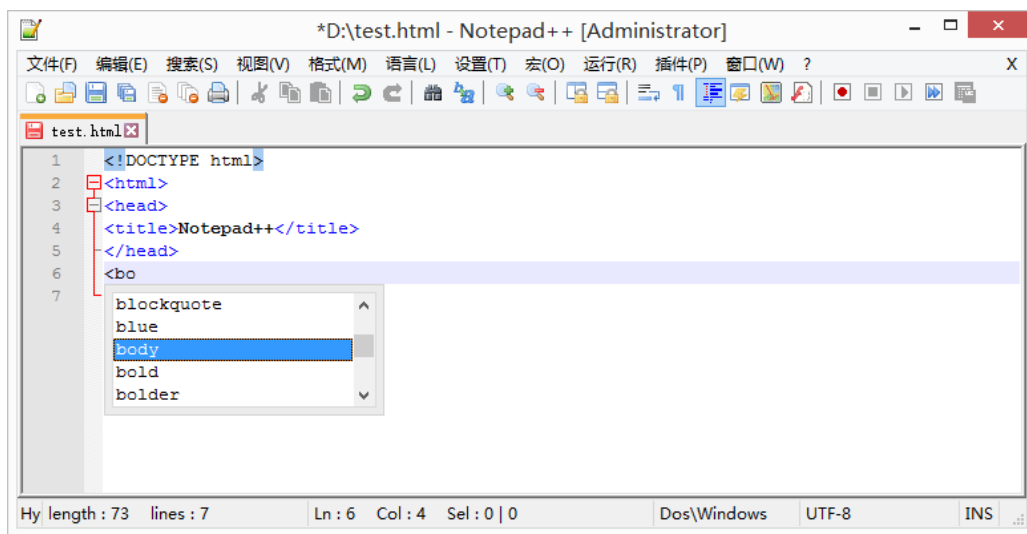 *D:\test.html - Notepad++ [Administrator]
文件(F) 编辑(E) 搜索(S) 视图(V) 格式(M) 语言(L) 设置(T) 宏(O) 运行(R) 插件(P) 窗口(W) ? X
test.html
1 <!DOCTYPE html>
2 <html>
3 <head>
4 <title>Notepad++</title>
5 </head>
6 <bo
7
blockquote
blue
body
bold
bolder
Hy length : 73 lines : 7 Ln : 6 Col : 4 Sel : 0 | 0 Dos\Windows UTF-8 INS